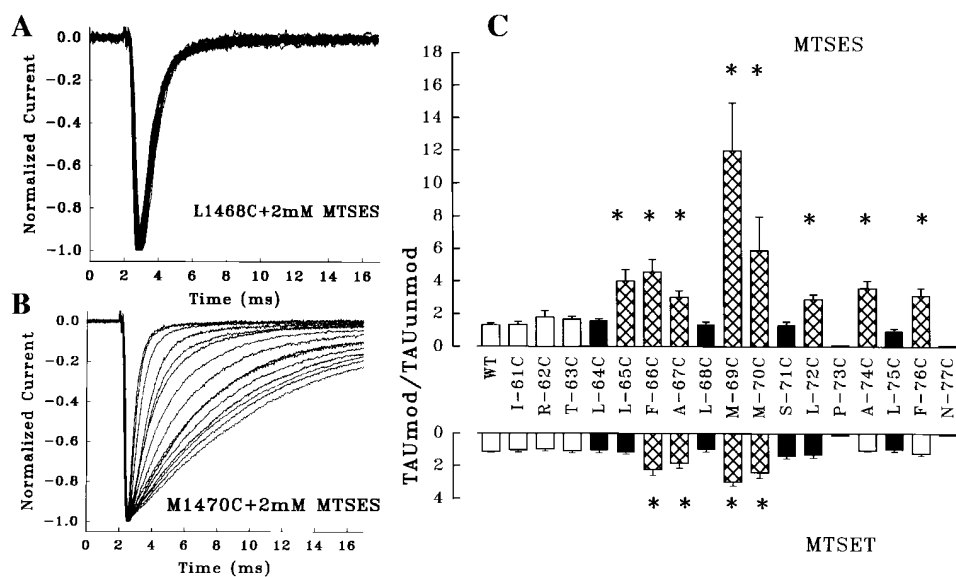 A
0.0
-0.2
-0.4
-0.6
-0.8
-1.0
Normalized Current
L1468C+2mM MTSES
0 2 4 6 8 10 12 14 16
Time (ms)
B
0.0
-0.2
-0.4
-0.6
-0.8
-1.0
Normalized Current
M1470C+2mM MTSES
0 2 4 6 8 10 12 14 16
Time (ms)
C
MTSES
18
16
14
12
10
8
6
4
2
0
* * * * * * * *
TAUmod/TAUunmod
WT
I-61C
R-62C
T-63C
L-64C
L-65C
F-66C
A-67C
L-68C
M-69C
M-70C
S-71C
L-72C
P-73C
A-74C
L-75C
F-76C
N-77C
0
2
4
* * * *
MTSET